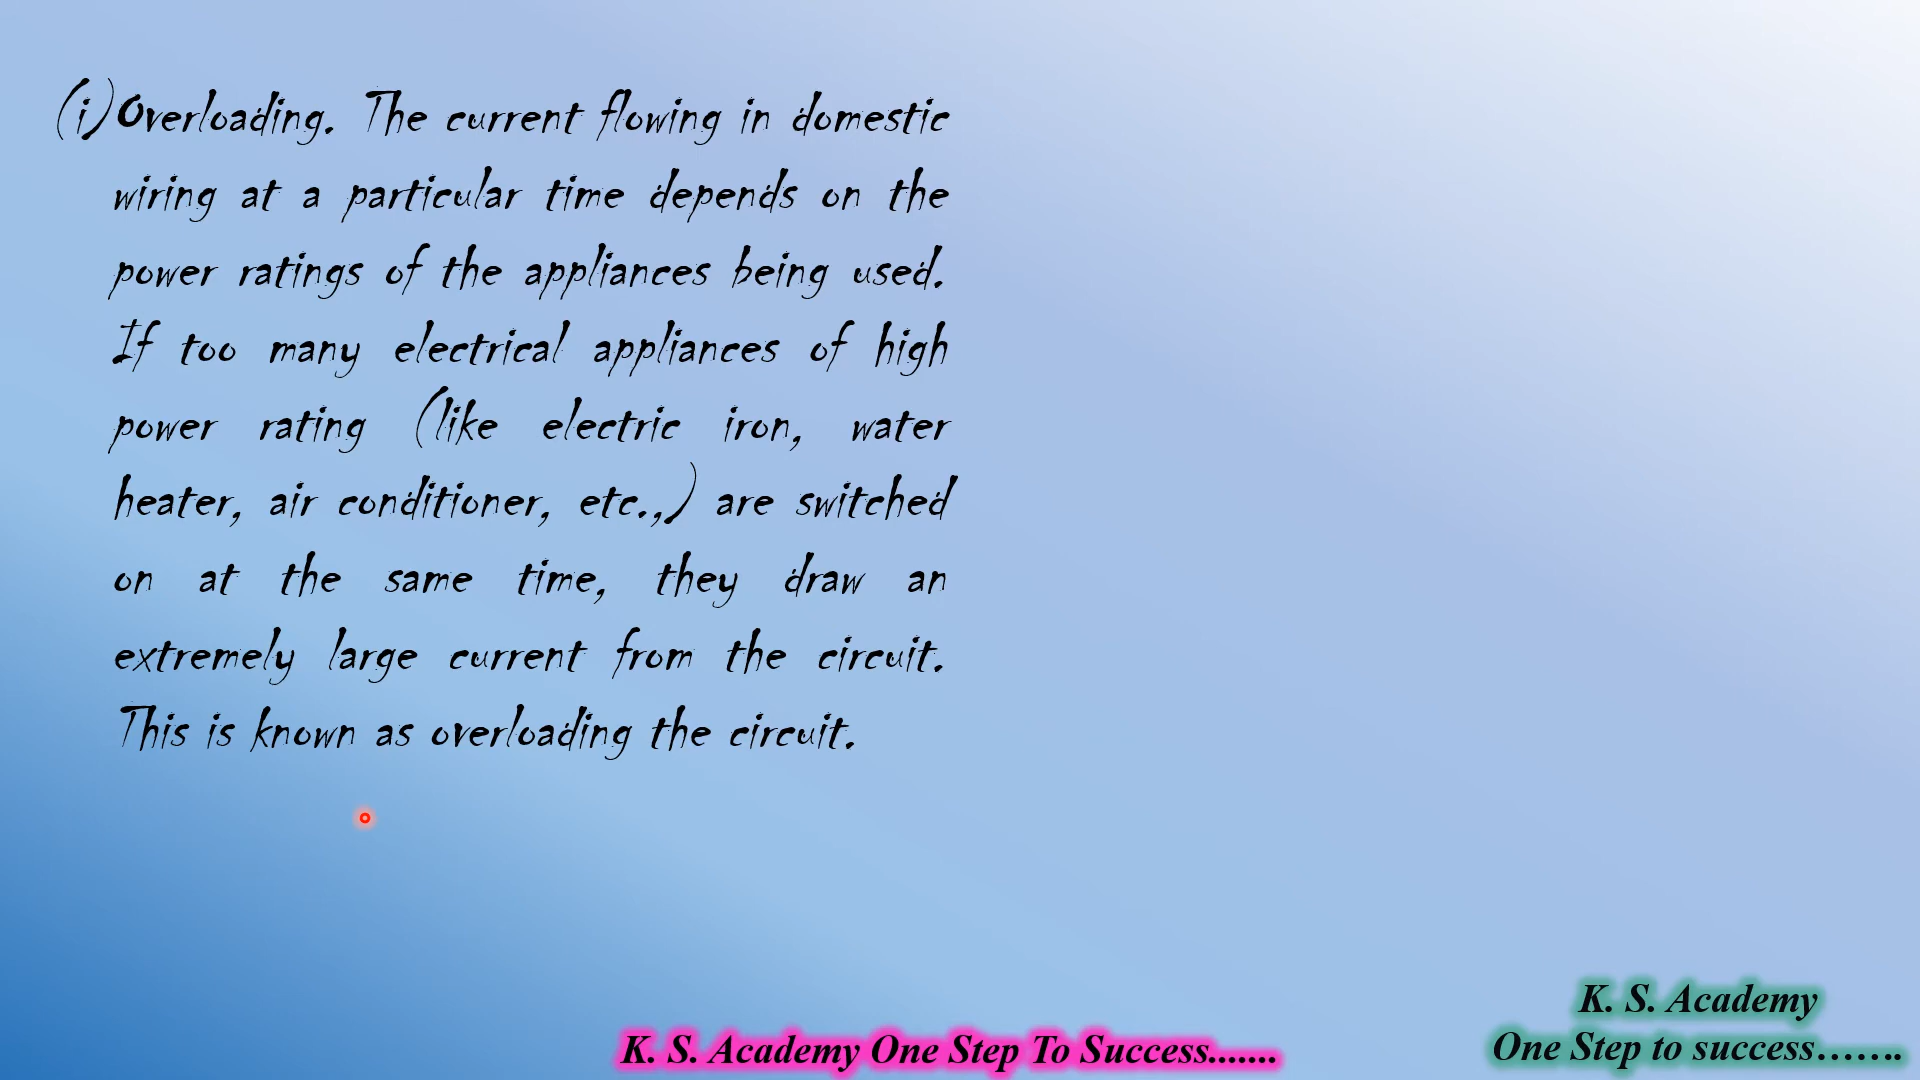 (i)Overloading. The current flowing in domestic
wiring at a particular time depends on the
power ratings of the appliances being used.
If too many electrical appliances of high
power rating (like electric iron, water
heater, air conditioner, etc.,) are switched
on at the same time, they draw an
extremely large current from the circuit.
This is known as overloading the circuit.
K. S. Academy
One Step to success…….
K. S. Academy One Step To Success.......